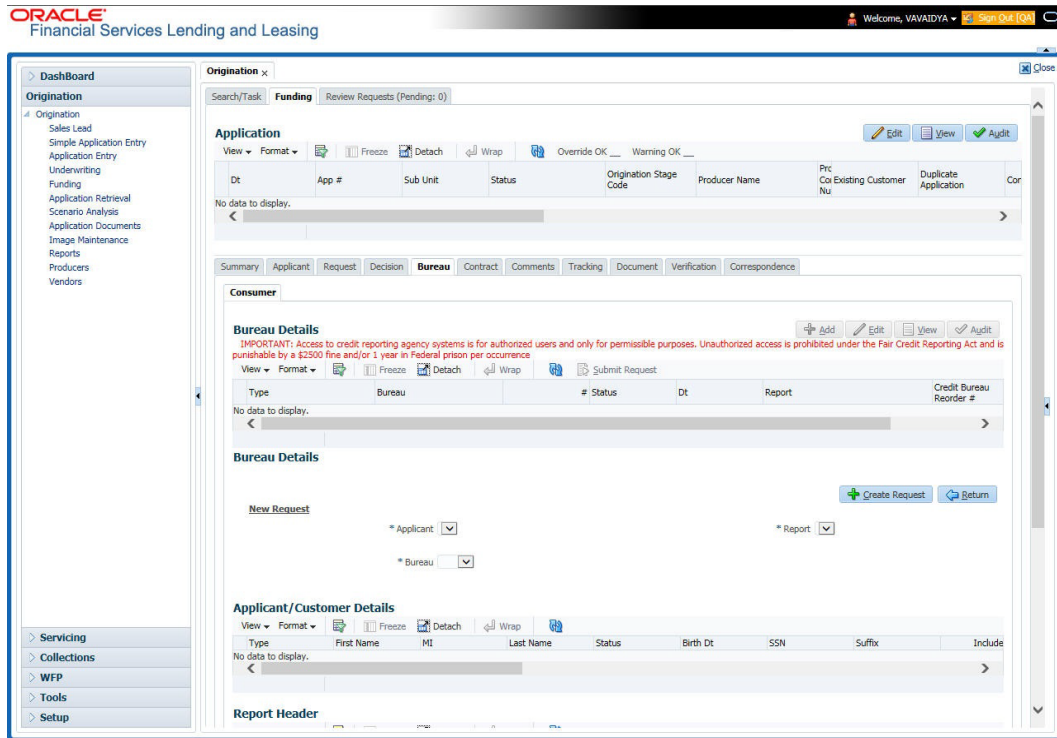 ORACLE
Financial Services Lending and Leasing
Welcome, VAVAIDYA
Sign Out [QA]
Close
DashBoard
Origination
Origination
Sales Lead
Simple Application Entry
Application Entry
Underwriting
Funding
Application Retrieval
Scenario Analysis
Application Documents
Image Maintenance
Reports
Producers
Vendors
Servicing
Collections
WFP
Tools
Setup
Origination x
Search/Task Funding Review Requests (Pending: 0)
Application
Edit View Audit
View Format Freeze Detach Wrap Override OK __ Warning OK __
Dt App # Sub Unit Status Origination Stage Code Producer Name Prc Coi Nu Existing Customer Duplicate Application Cor
No data to display.
Summary Applicant Request Decision Bureau Contract Comments Tracking Document Verification Correspondence
Consumer
Bureau Details
Add Edit View Audit
IMPORTANT: Access to credit reporting agency systems is for authorized users and only for permissible purposes. Unauthorized access is prohibited under the Fair Credit Reporting Act and is
punishable by a $2500 fine and/or 1 year in Federal prison per occurrence
View Format Freeze Detach Wrap Submit Request
Type Bureau # Status Dt Report Credit Bureau Reorder #
No data to display.
Bureau Details
Create Request Return
New Request
* Applicant * Report
* Bureau
Applicant/Customer Details
View Format Freeze Detach Wrap
Type First Name MI Last Name Status Birth Dt SSN Suffix Include
No data to display.
Report Header